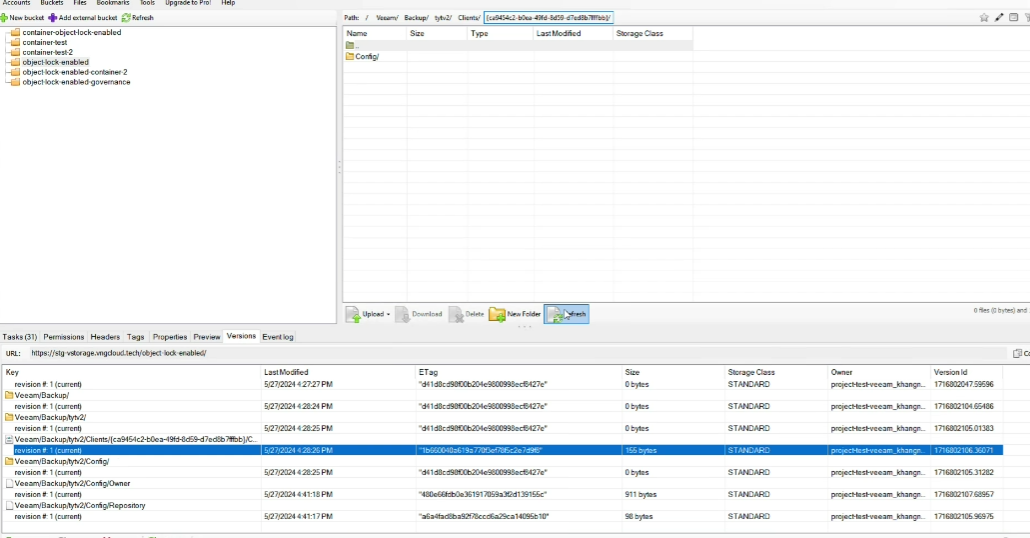 Accounts Buckets Files Bookmarks Tools Upgrade to Pro! Help
New bucket Add external bucket Refresh
container-object-lock-enabled
container-test
container-test-2
object-lock-enabled
object-lock-enabled-container-2
object-lock-enabled-governance
Path: / Veeam/ Backup/ tytv2/ Clients/ {ca9454c2-b0ea-49fd-8d59-d7ed8b7fffbb}/
Name Size Type Last Modified Storage Class
..
Config/
Upload Download Delete New Folder Refresh
0 files (0 bytes) and
Tasks (31) Permissions Headers Tags Properties Preview Versions Event log
URL: https://stg-vstorage.vngcloud.tech/object-lock-enabled/
Key Last Modified ETag Size Storage Class Owner Version Id
revision #: 1 (current) 5/27/2024 4:27:27 PM "d41d8cd98f00b204e9800998ecf8427e" 0 bytes STANDARD project-test-veeam_khangn... 1716802047.59596
Veeam/Backup/
revision #: 1 (current) 5/27/2024 4:28:24 PM "d41d8cd98f00b204e9800998ecf8427e" 0 bytes STANDARD project-test-veeam_khangn... 1716802104.65486
Veeam/Backup/tytv2/
revision #: 1 (current) 5/27/2024 4:28:25 PM "d41d8cd98f00b204e9800998ecf8427e" 0 bytes STANDARD project-test-veeam_khangn... 1716802105.01383
Veeam/Backup/tytv2/Clients/{ca9454c2-b0ea-49fd-8d59-d7ed8b7fffbb}/C...
revision #: 1 (current) 5/27/2024 4:28:26 PM "1b660040a619a770f3ef78f5c2e7d9f6" 155 bytes STANDARD project-test-veeam_khangn... 1716802106.36071
Veeam/Backup/tytv2/Config/
revision #: 1 (current) 5/27/2024 4:28:25 PM "d41d8cd98f00b204e9800998ecf8427e" 0 bytes STANDARD project-test-veeam_khangn... 1716802105.31282
Veeam/Backup/tytv2/Config/Owner
revision #: 1 (current) 5/27/2024 4:41:18 PM "480e66fdb0e361917059a3f2d139155c" 911 bytes STANDARD project-test-veeam_khangn... 1716802107.68957
Veeam/Backup/tytv2/Config/Repository
revision #: 1 (current) 5/27/2024 4:41:17 PM "a6a4fad8ba92f78ccd6a29ca14095b10" 98 bytes STANDARD project-test-veeam_khangn... 1716802105.96975